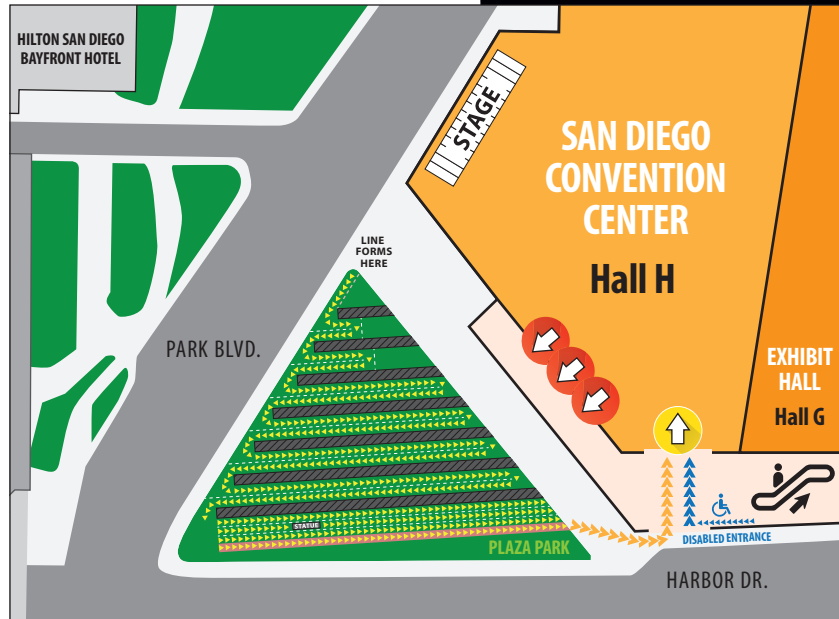 HILTON SAN DIEGO
BAYFRONT HOTEL
STAGE
SAN DIEGO
CONVENTION
CENTER
Hall H
LINE
FORMS
HERE
PARK BLVD.
EXHIBIT
HALL
Hall G
STATUE
PLAZA PARK
DISABLED ENTRANCE
HARBOR DR.